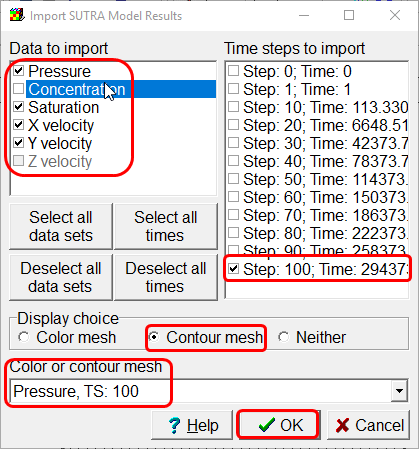 Import SUTRA Model Results
Data to import
Pressure
Concentration
Saturation
X velocity
Y velocity
Z velocity
Select all data sets
Select all times
Deselect all data sets
Deselect all times
Time steps to import
Step: 0; Time: 0
Step: 1; Time: 1
Step: 10; Time: 113.330
Step: 20; Time: 6648.51
Step: 30; Time: 42373.7
Step: 40; Time: 78373.7
Step: 50; Time: 114373
Step: 60; Time: 150373
Step: 70; Time: 186373
Step: 80; Time: 222373
Step: 90; Time: 258373
Step: 100; Time: 294373
Display choice
Color mesh
Contour mesh
Neither
Color or contour mesh
Pressure, TS: 100
? Help
OK
Cancel